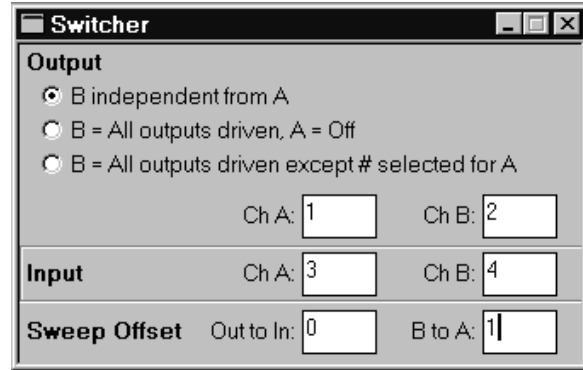 Switcher
Output
B independent from A
B = All outputs driven, A = Off
B = All outputs driven except # selected for A
Ch A: 1 Ch B: 2
Input Ch A: 3 Ch B: 4
Sweep Offset Out to In: 0 B to A: 1